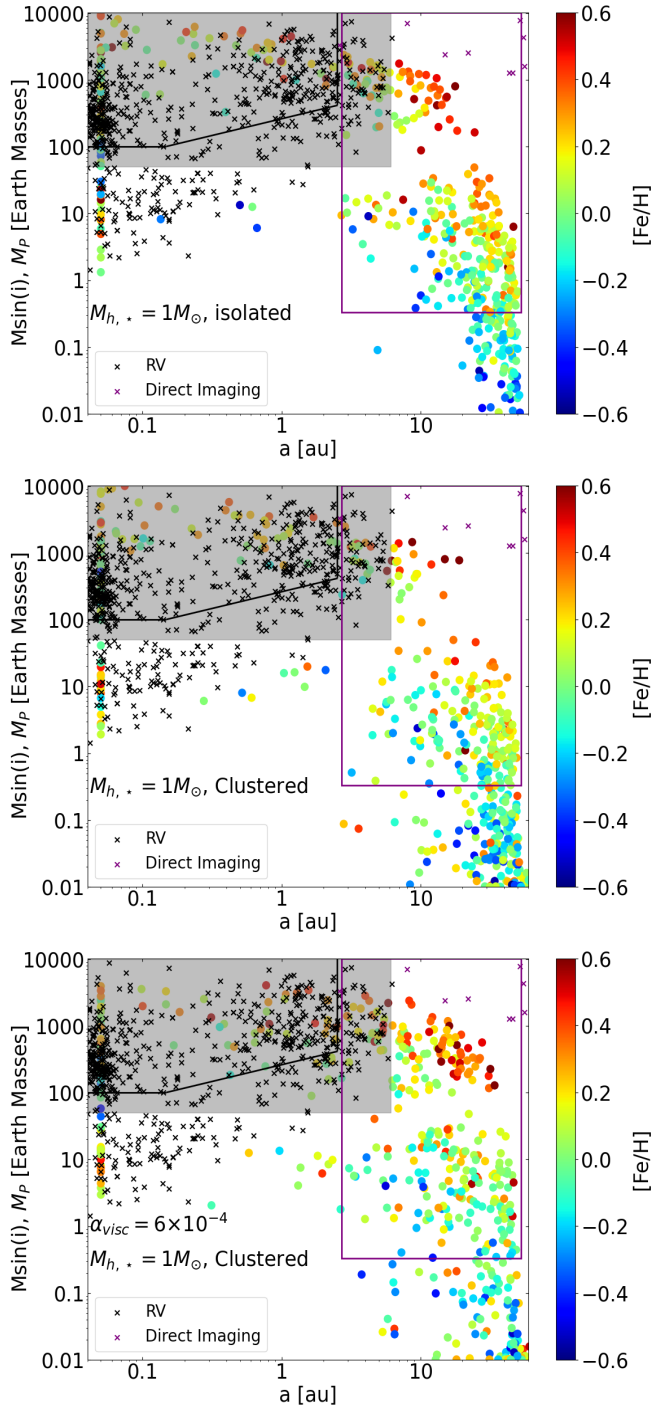 10000
1000
100
10
1
0.1
0.01
Msin(i), M_P [Earth Masses]
M_{h, ⋆} = 1M_⊙, isolated
× RV
× Direct Imaging
0.1 1 10
a [au]
0.6
0.4
0.2
0.0
−0.2
−0.4
−0.6
[Fe/H]
10000
1000
100
10
1
0.1
0.01
Msin(i), M_P [Earth Masses]
M_{h, ⋆} = 1M_⊙, Clustered
× RV
× Direct Imaging
0.1 1 10
a [au]
0.6
0.4
0.2
0.0
−0.2
−0.4
−0.6
[Fe/H]
10000
1000
100
10
1
0.1
0.01
Msin(i), M_P [Earth Masses]
α_{visc} = 6×10⁻⁴
M_{h, ⋆} = 1M_⊙, Clustered
× RV
× Direct Imaging
0.1 1 10
a [au]
0.6
0.4
0.2
0.0
−0.2
−0.4
−0.6
[Fe/H]